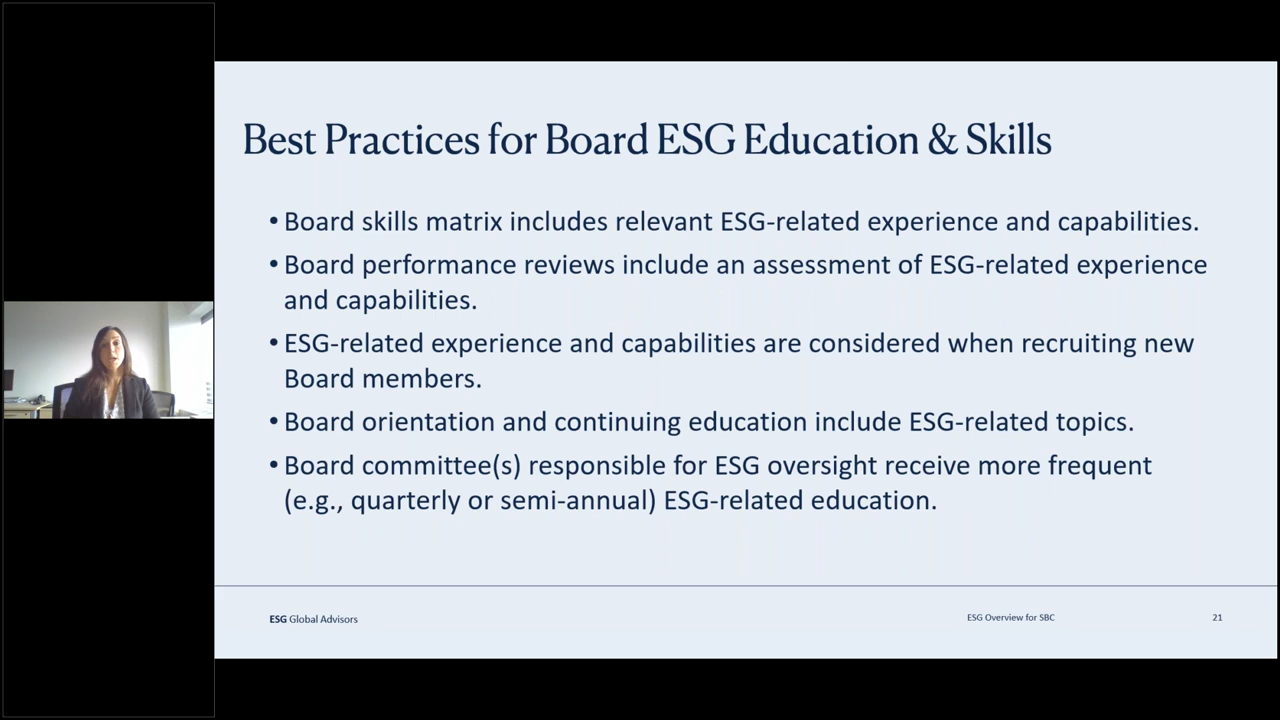 Best Practices for Board ESG Education & Skills
• Board skills matrix includes relevant ESG-related experience and capabilities.
• Board performance reviews include an assessment of ESG-related experience
and capabilities.
• ESG-related experience and capabilities are considered when recruiting new
Board members.
• Board orientation and continuing education include ESG-related topics.
• Board committee(s) responsible for ESG oversight receive more frequent
(e.g., quarterly or semi-annual) ESG-related education.
ESG Global Advisors
ESG Overview for SBC
21